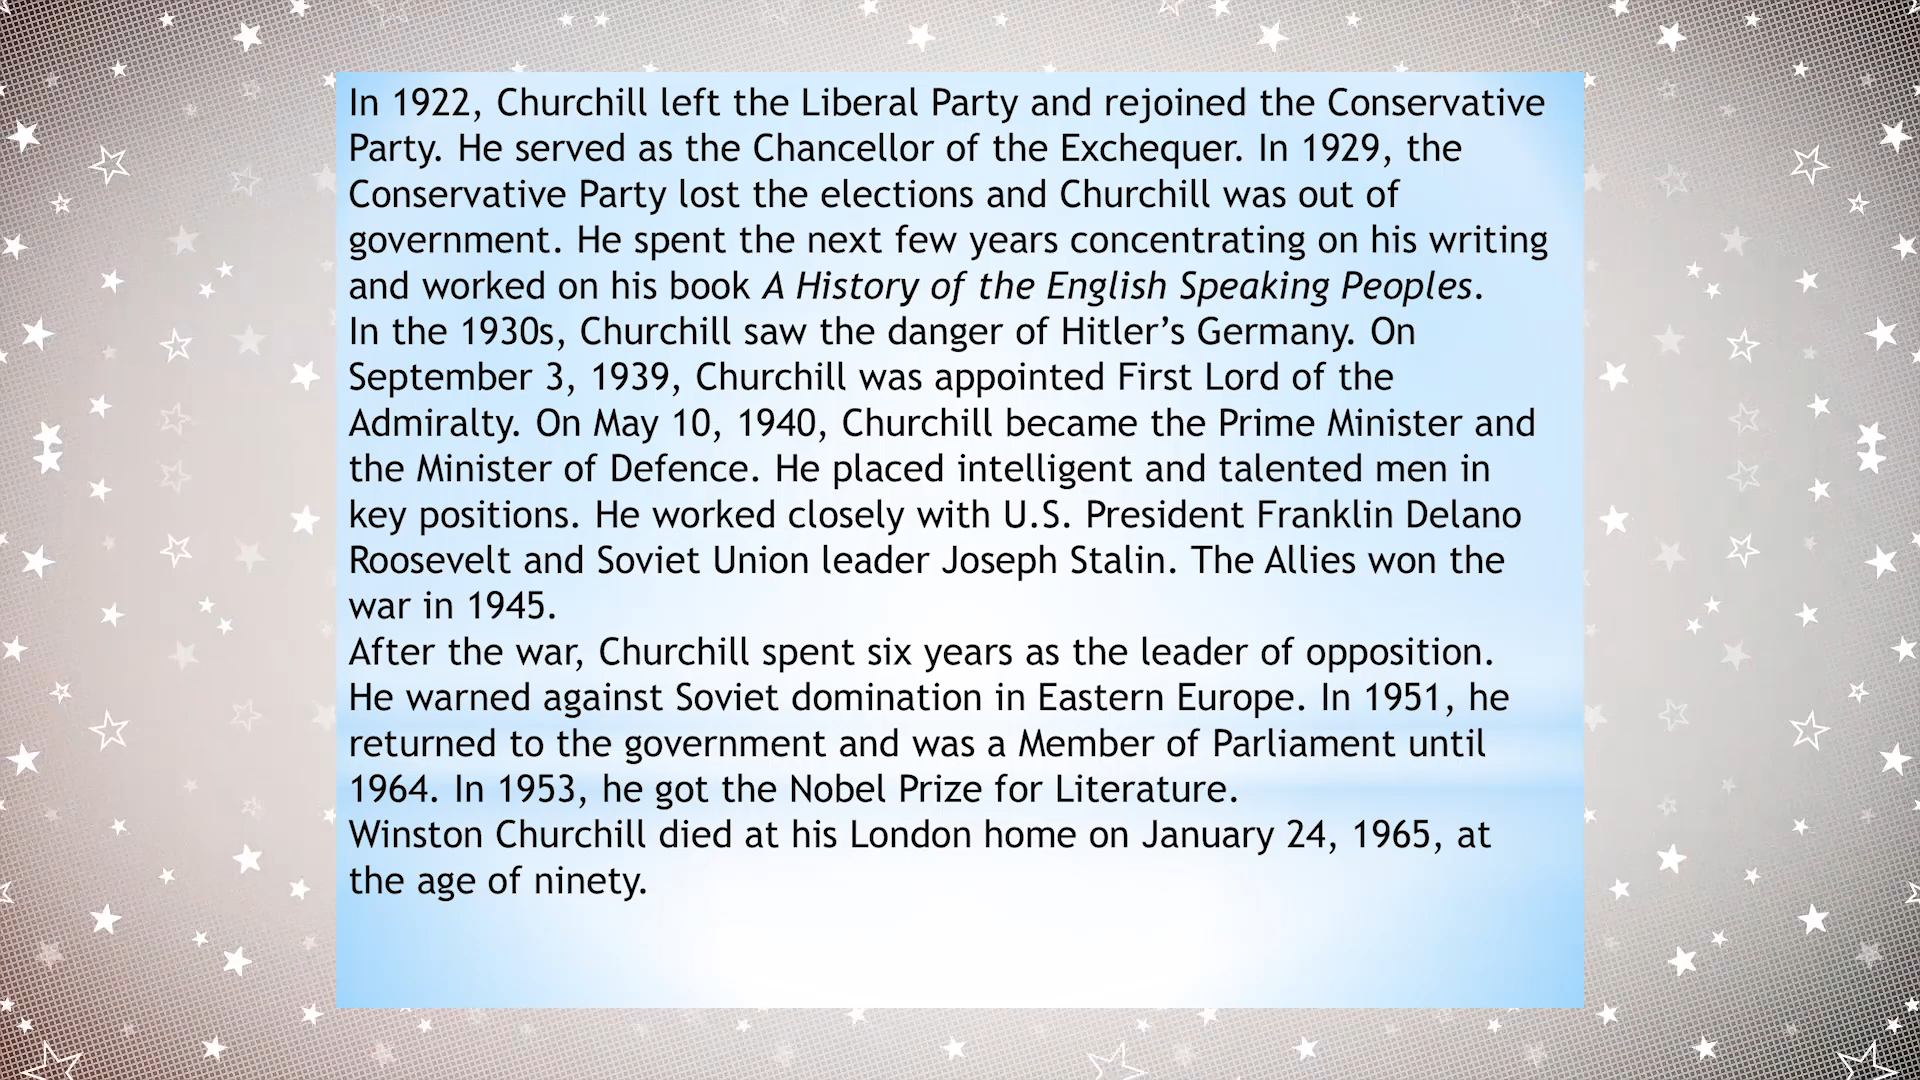 In 1922, Churchill left the Liberal Party and rejoined the Conservative
Party. He served as the Chancellor of the Exchequer. In 1929, the
Conservative Party lost the elections and Churchill was out of
government. He spent the next few years concentrating on his writing
and worked on his book A History of the English Speaking Peoples.
In the 1930s, Churchill saw the danger of Hitler’s Germany. On
September 3, 1939, Churchill was appointed First Lord of the
Admiralty. On May 10, 1940, Churchill became the Prime Minister and
the Minister of Defence. He placed intelligent and talented men in
key positions. He worked closely with U.S. President Franklin Delano
Roosevelt and Soviet Union leader Joseph Stalin. The Allies won the
war in 1945.
After the war, Churchill spent six years as the leader of opposition.
He warned against Soviet domination in Eastern Europe. In 1951, he
returned to the government and was a Member of Parliament until
1964. In 1953, he got the Nobel Prize for Literature.
Winston Churchill died at his London home on January 24, 1965, at
the age of ninety.